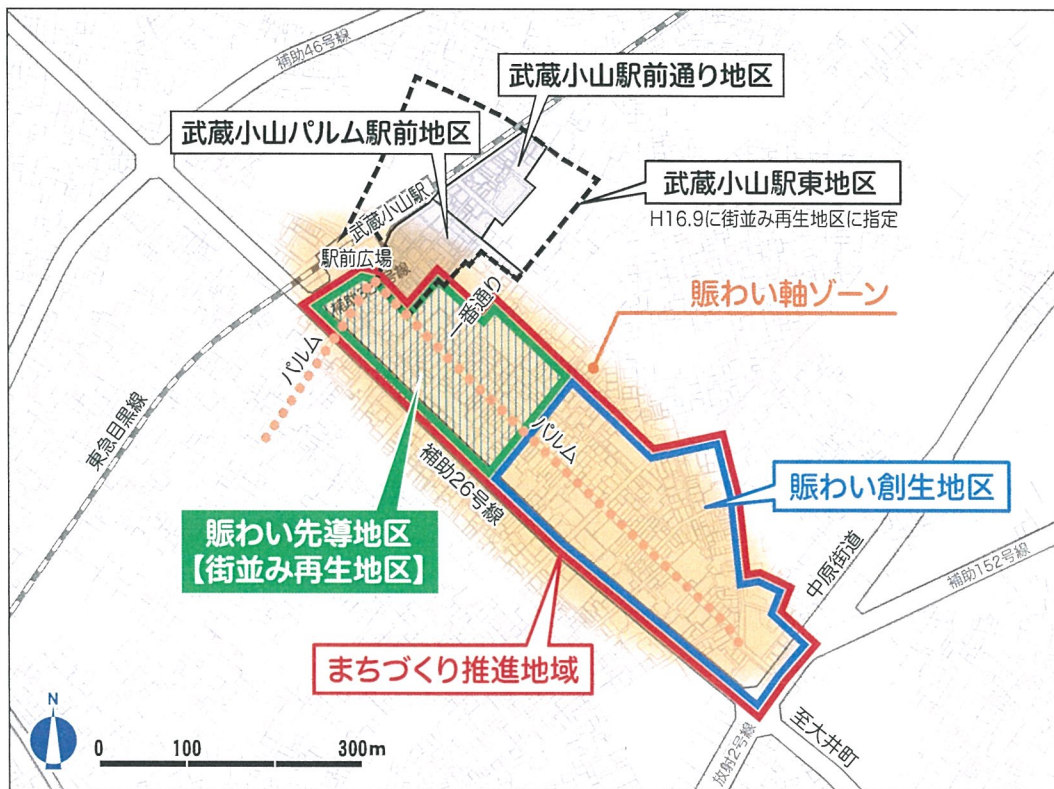 補助46号線
武蔵小山駅前通り地区
武蔵小山パルム駅前地区
武蔵小山駅東地区
H16.9に街並み再生地区に指定
武蔵小山駅
駅前広場
一番通り
賑わい軸ゾーン
パルム
東急目黒線
パルム
補助26号線
賑わい創生地区
賑わい先導地区
【街並み再生地区】
中原街道
補助152号線
まちづくり推進地域
至大井町
放射2号線
N
0 100 300m